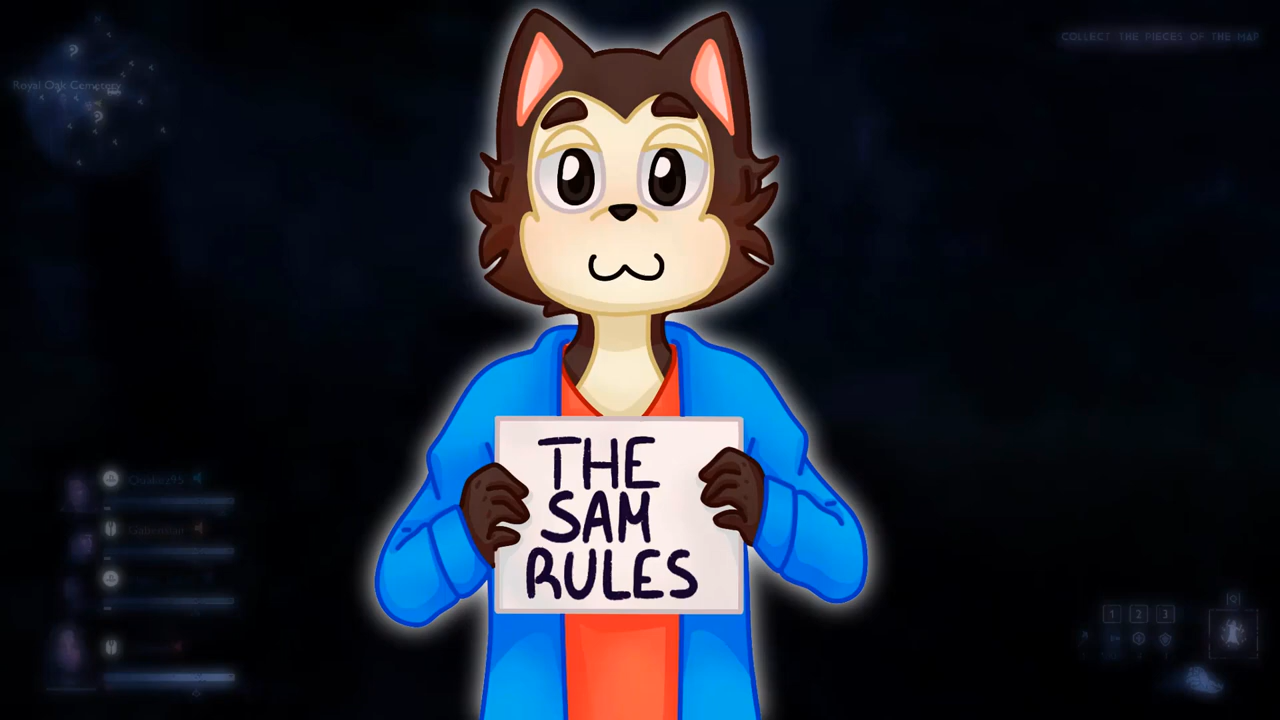 COLLECT THE PIECES OF THE MAP
Royal Oak Cemetery
THE
SAM
RULES
[Q]
1 2 3